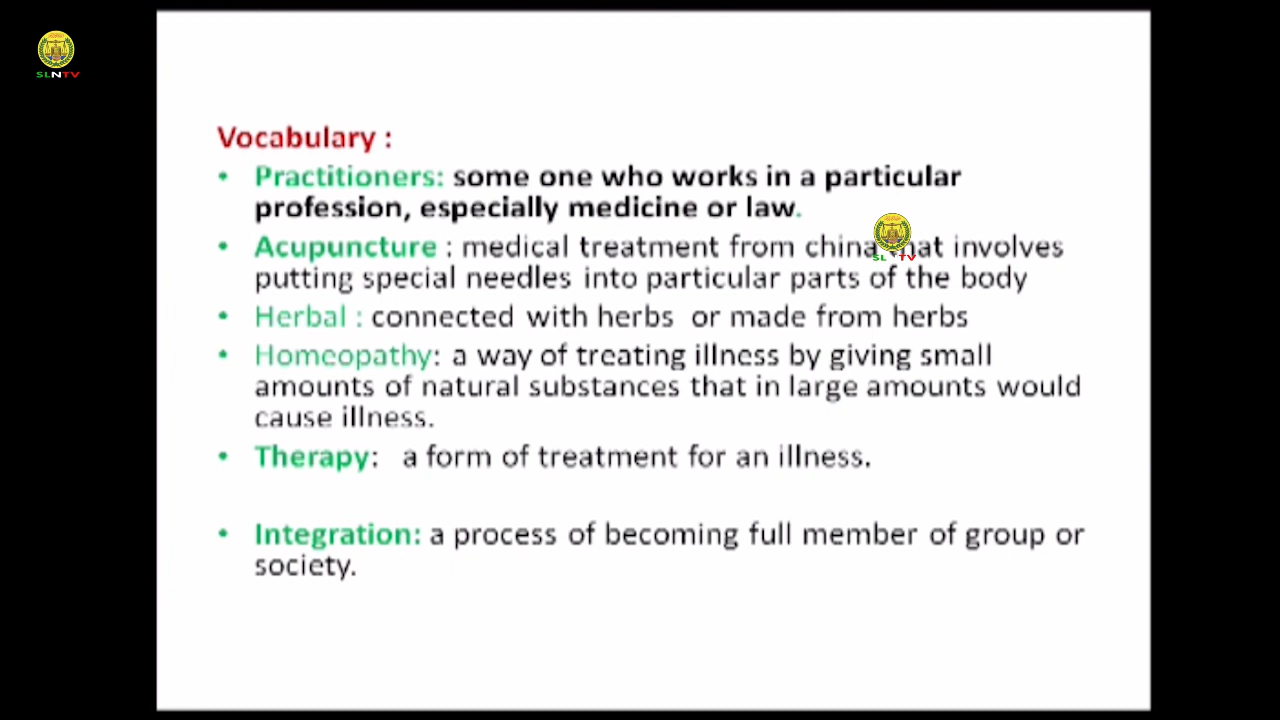 SLNTV
Vocabulary :
• Practitioners: some one who works in a particular
profession, especially medicine or law.
• Acupuncture : medical treatment from china that involves
putting special needles into particular parts of the body
SL TV
• Herbal : connected with herbs or made from herbs
• Homeopathy: a way of treating illness by giving small
amounts of natural substances that in large amounts would
cause illness.
• Therapy: a form of treatment for an illness.
• Integration: a process of becoming full member of group or
society.